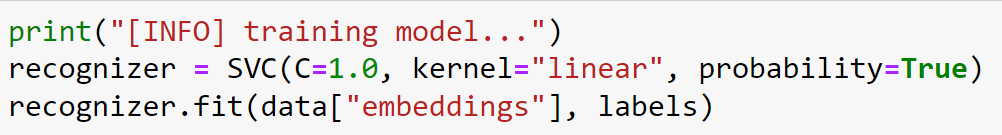 print("[INFO] training model...")
recognizer = SVC(C=1.0, kernel="linear", probability=True)
recognizer.fit(data["embeddings"], labels)